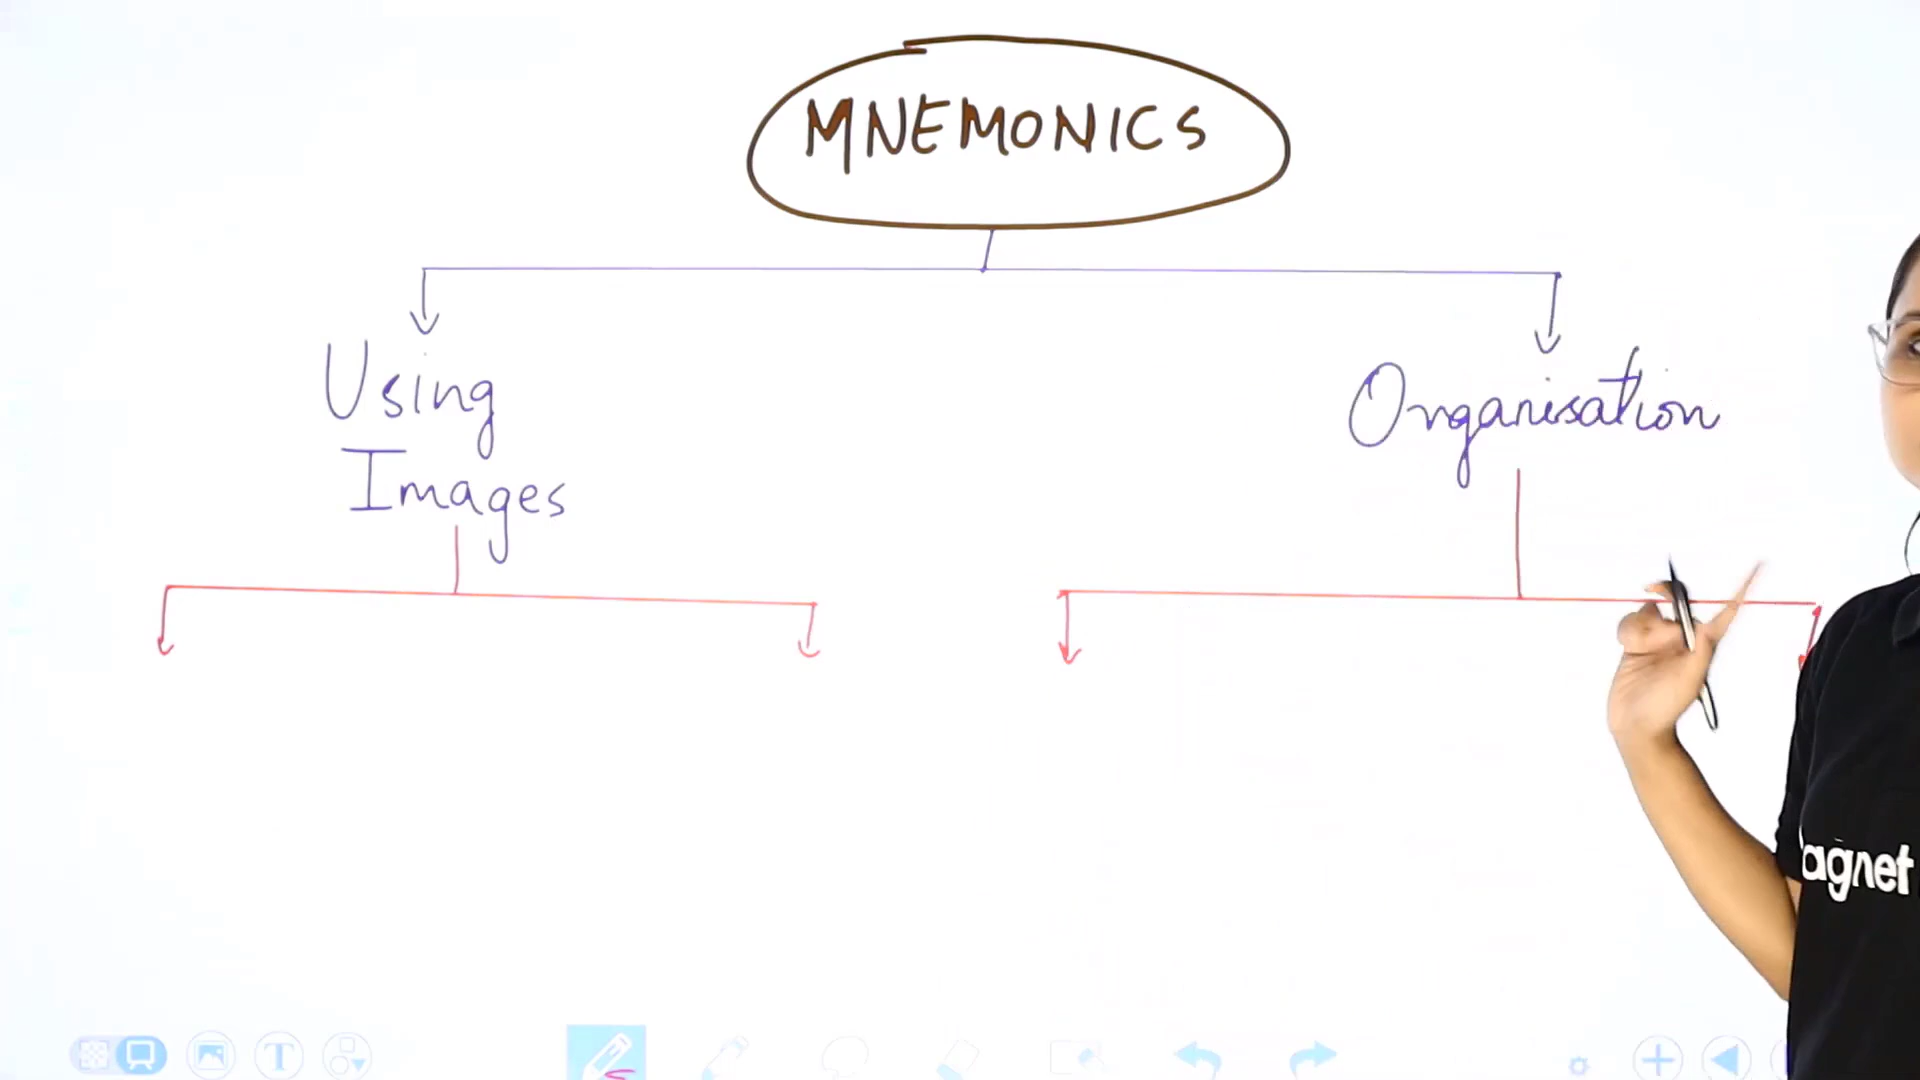 MNEMONICS
Using
Images
Organisation
agnet
T